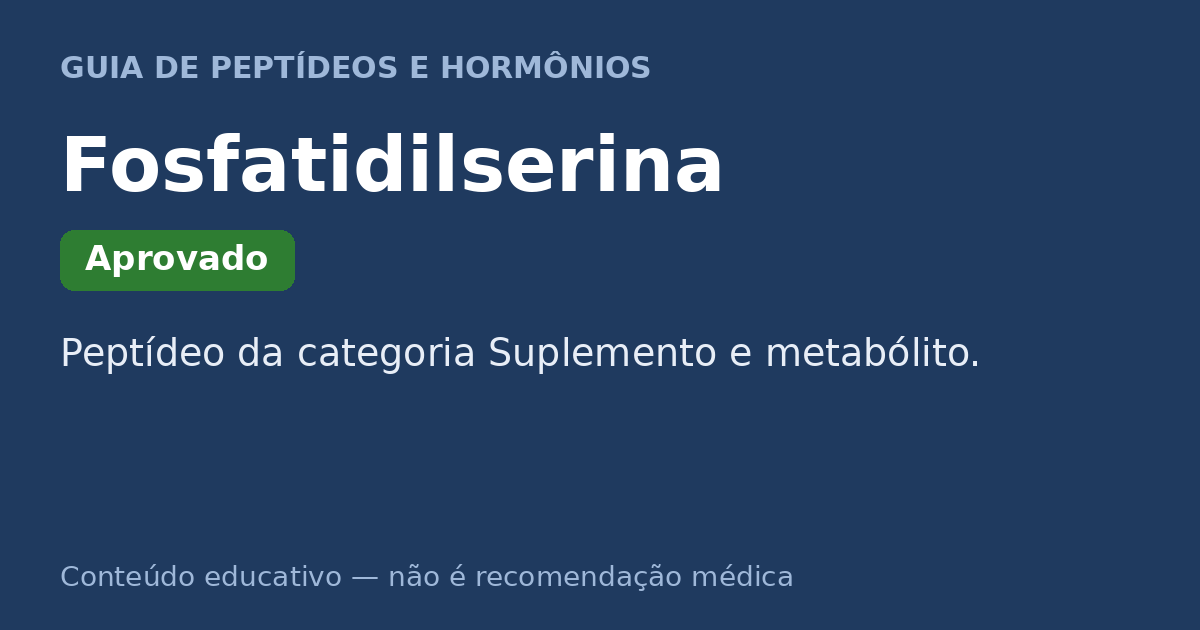 GUIA DE PEPTÍDEOS E HORMÔNIOS
Fosfatidilserina
Aprovado
Peptídeo da categoria Suplemento e metabólito.
Conteúdo educativo — não é recomendação médica